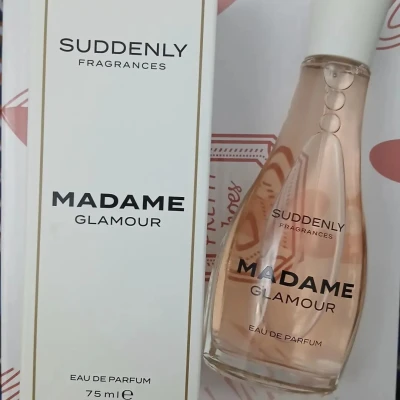 SUDDENLY
FRAGRANCES
MADAME
GLAMOUR
EAU DE PARFUM
75 ml e
SUDDENLY
FRAGRANCES
MADAME
GLAMOUR
EAU DE PARFUM